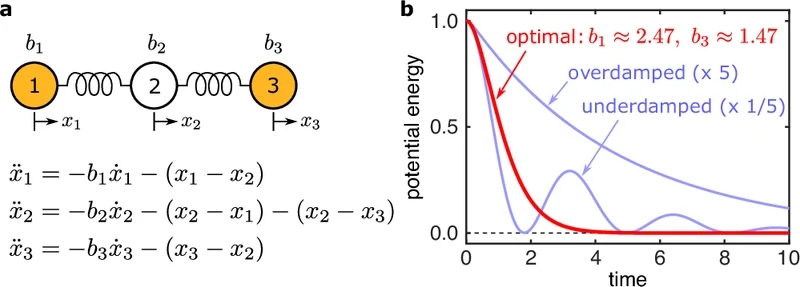 a
b₁ b₂ b₃
1 2 3
x₁ x₂ x₃
ẍ₁ = −b₁ẋ₁ − (x₁ − x₂)
ẍ₂ = −b₂ẋ₂ − (x₂ − x₁) − (x₂ − x₃)
ẍ₃ = −b₃ẋ₃ − (x₃ − x₂)
b
optimal: b₁ ≈ 2.47, b₃ ≈ 1.47
overdamped (x 5)
underdamped (x 1/5)
potential energy
1.0
0.5
0.0
0 2 4 6 8 10
time